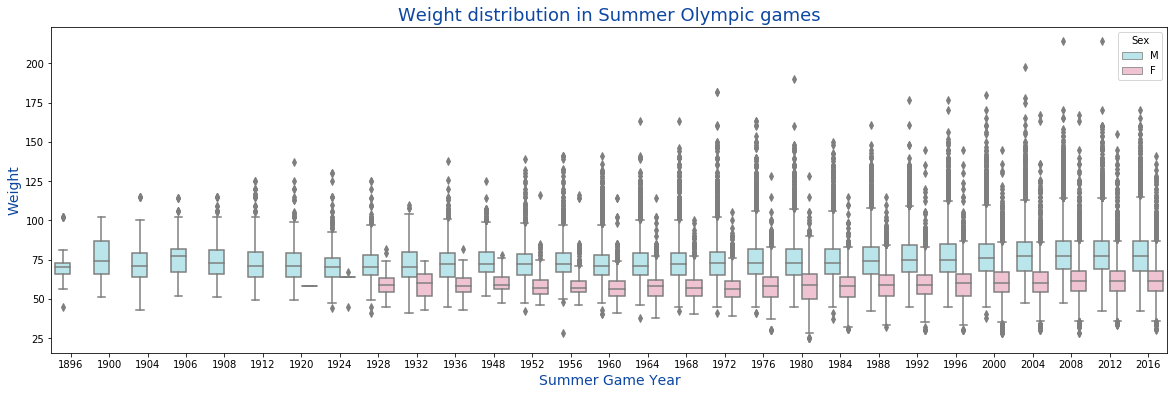 Weight distribution in Summer Olympic games
Sex
M
F
Weight
200
175
150
125
100
75
50
25
1896 1900 1904 1906 1908 1912 1920 1924 1928 1932 1936 1948 1952 1956 1960 1964 1968 1972 1976 1980 1984 1988 1992 1996 2000 2004 2008 2012 2016
Summer Game Year